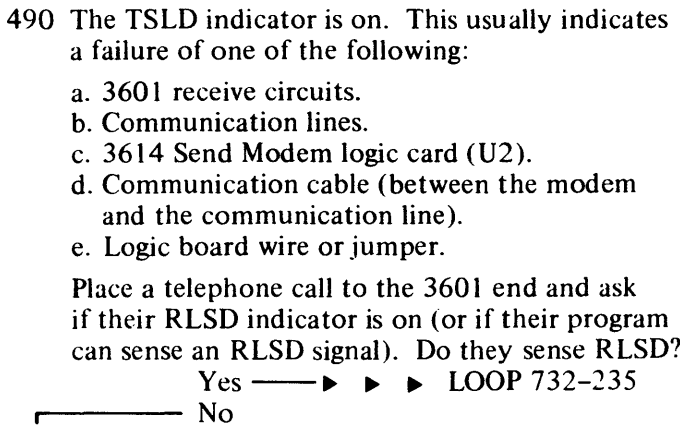 490 The TSLD indicator is on. This usually indicates
a failure of one of the following:
a. 3601 receive circuits.
b. Communication lines.
c. 3614 Send Modem logic card (U2).
d. Communication cable (between the modem
and the communication line).
e. Logic board wire or jumper.
Place a telephone call to the 3601 end and ask
if their RLSD indicator is on (or if their program
can sense an RLSD signal). Do they sense RLSD?
Yes ——► ► ► LOOP 732–235
No